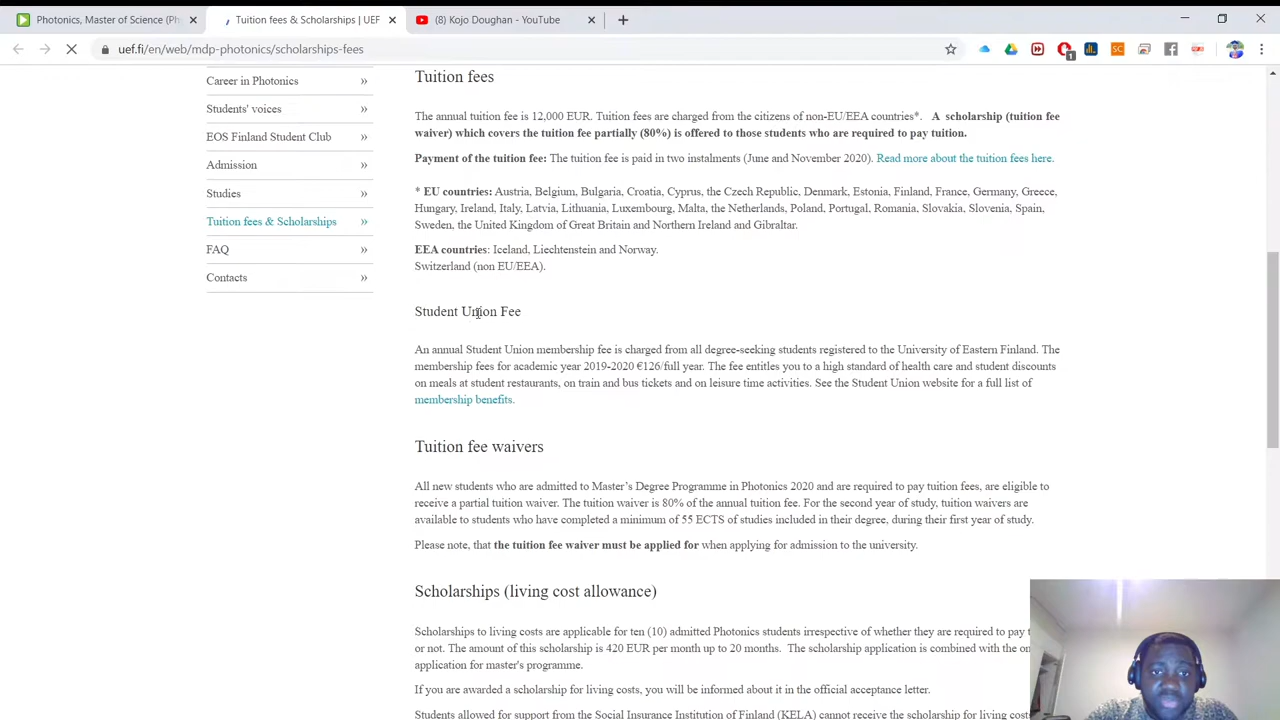 Photonics, Master of Science (Ph
Tuition fees & Scholarships | UEF
(8) Kojo Doughan - YouTube
uef.fi/en/web/mdp-photonics/scholarships-fees
Career in Photonics
Students' voices
EOS Finland Student Club
Admission
Studies
Tuition fees & Scholarships
FAQ
Contacts
Tuition fees
The annual tuition fee is 12,000 EUR. Tuition fees are charged from the citizens of non-EU/EEA countries*. A scholarship (tuition fee
waiver) which covers the tuition fee partially (80%) is offered to those students who are required to pay tuition.
Payment of the tuition fee: The tuition fee is paid in two instalments (June and November 2020). Read more about the tuition fees here.
* EU countries: Austria, Belgium, Bulgaria, Croatia, Cyprus, the Czech Republic, Denmark, Estonia, Finland, France, Germany, Greece,
Hungary, Ireland, Italy, Latvia, Lithuania, Luxembourg, Malta, the Netherlands, Poland, Portugal, Romania, Slovakia, Slovenia, Spain,
Sweden, the United Kingdom of Great Britain and Northern Ireland and Gibraltar.
EEA countries: Iceland, Liechtenstein and Norway.
Switzerland (non EU/EEA).
Student Union Fee
An annual Student Union membership fee is charged from all degree-seeking students registered to the University of Eastern Finland. The
membership fees for academic year 2019-2020 €126/full year. The fee entitles you to a high standard of health care and student discounts
on meals at student restaurants, on train and bus tickets and on leisure time activities. See the Student Union website for a full list of
membership benefits.
Tuition fee waivers
All new students who are admitted to Master's Degree Programme in Photonics 2020 and are required to pay tuition fees, are eligible to
receive a partial tuition waiver. The tuition waiver is 80% of the annual tuition fee. For the second year of study, tuition waivers are
available to students who have completed a minimum of 55 ECTS of studies included in their degree, during their first year of study.
Please note, that the tuition fee waiver must be applied for when applying for admission to the university.
Scholarships (living cost allowance)
Scholarships to living costs are applicable for ten (10) admitted Photonics students irrespective of whether they are required to pay t
or not. The amount of this scholarship is 420 EUR per month up to 20 months. The scholarship application is combined with the on
application for master's programme.
If you are awarded a scholarship for living costs, you will be informed about it in the official acceptance letter.
Students allowed for support from the Social Insurance Institution of Finland (KELA) cannot receive the scholarship for living cost